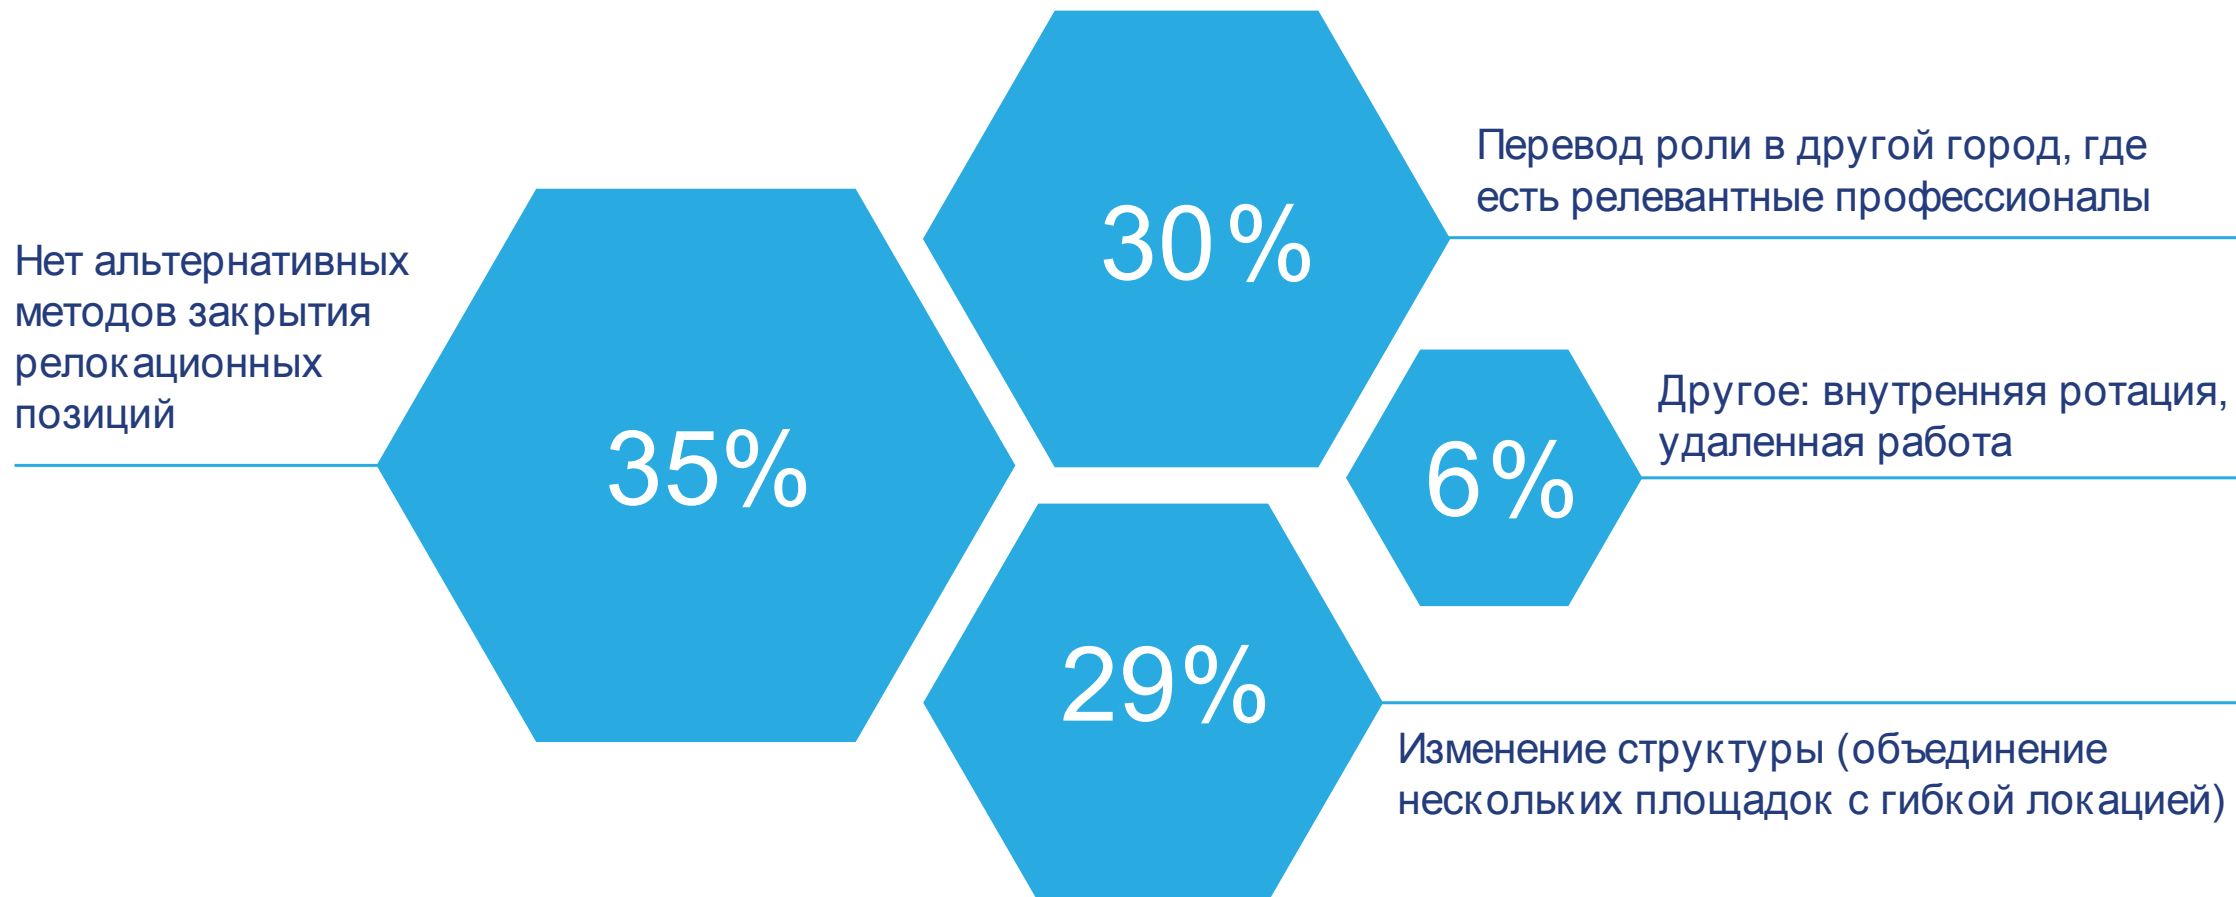 Нет альтернативных
методов закрытия
релокационных
позиций
35%
30%
Перевод роли в другой город, где
есть релевантные профессионалы
6%
Другое: внутренняя ротация,
удаленная работа
29%
Изменение структуры (объединение
нескольких площадок с гибкой локацией)